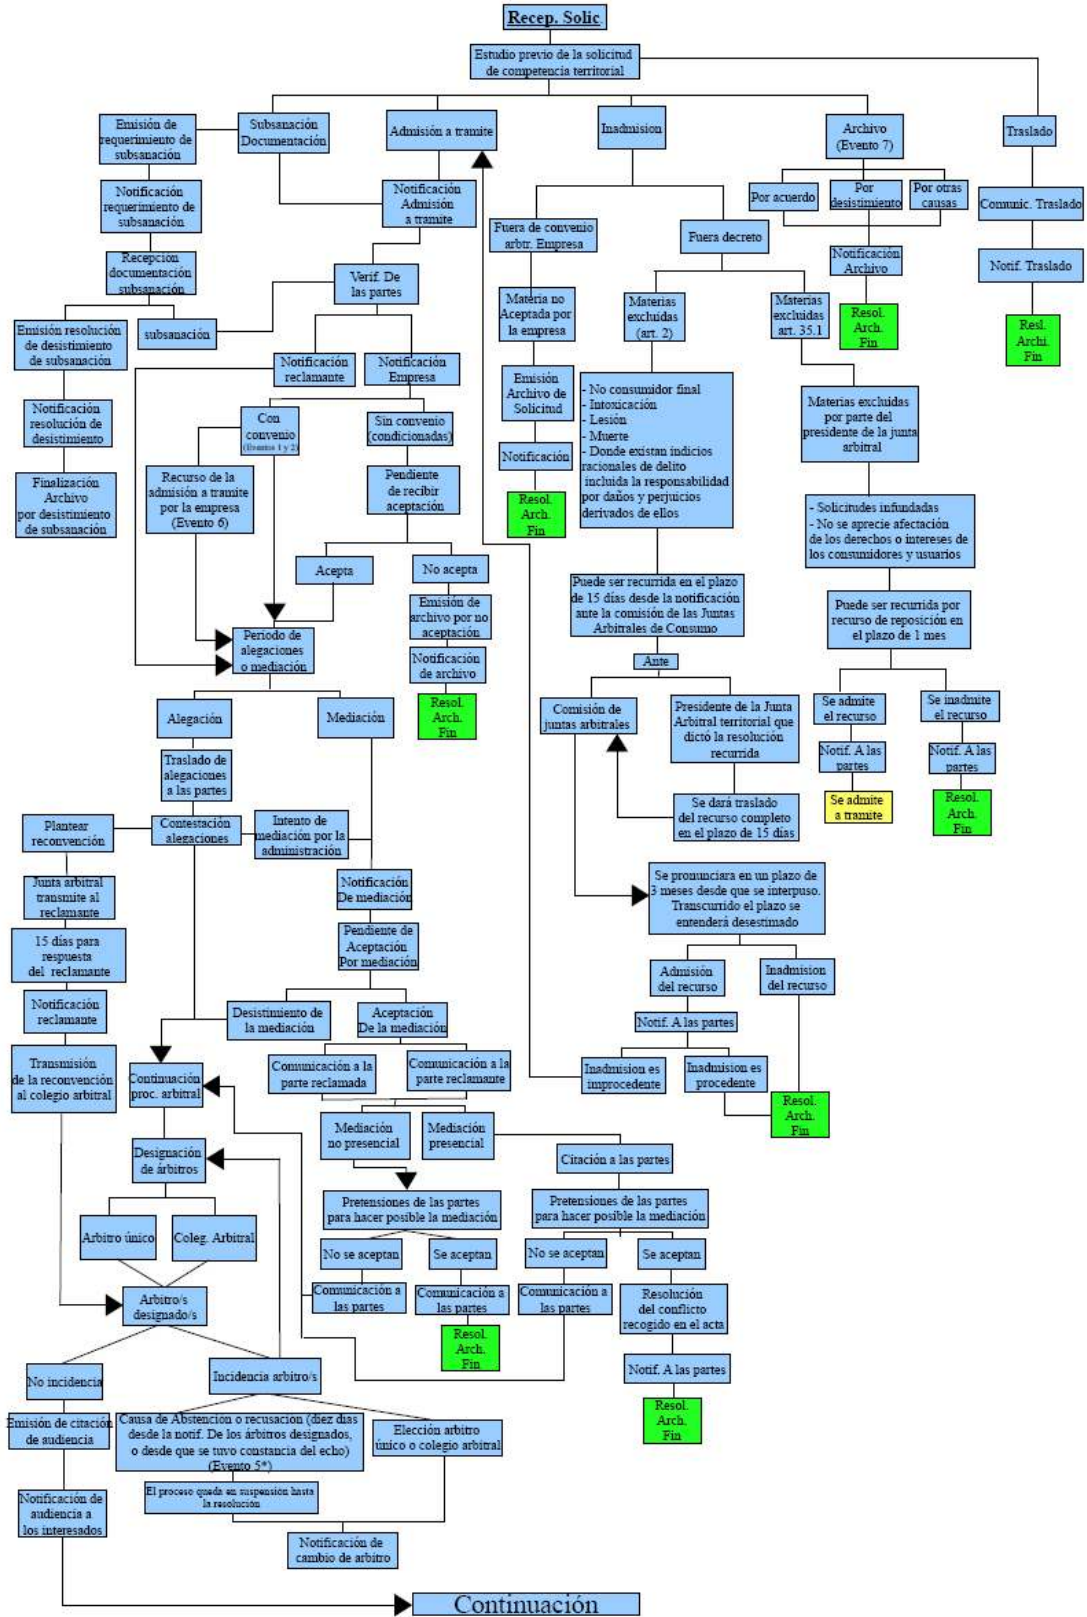 Recep. Solic.
Estudio previo de la solicitud
de competencia territorial
Emisión de
requerimiento de
subsanación
Subsanación
Documentación
Admisión a tramite
Inadmision
Archivo
(Evento 7)
Traslado
Notificación
requerimiento de
subsanación
Notificación
Admisión
a tramite
Fuera de convenio
arbtr. Empresa
Fuera decreto
Por acuerdo
Por
desistimiento
Por otras
causas
Comunic. Traslado
Recepción
documentación
subsanación
Verif. De
las partes
Notificación
Archivo
Notif. Traslado
Emisión resolución
de desistimiento
de subsanación
subsanación
Materia no
Aceptada por
la empresa
Materias
excluidas
(art. 2)
Materias
excluidas
art. 35.1
Resol.
Arch.
Fin
Resl.
Archi.
Fin
Notificación
reclamante
Notificación
Empresa
Emisión
Archivo de
Solicitud
- No consumidor final
- Intoxicación
- Lesión
- Muerte
- Donde existan indicios
racionales de delito
incluida la responsabilidad
por daños y perjuicios
derivados de ellos
Materias excluidas
por parte del
presidente de la junta
arbitral
Notificación
resolución de
desistimiento
Con
convenio
(Eventos 1 y 2)
Sin convenio
(condicionadas)
Notificación
Finalización
Archivo
por desistimiento
de subsanación
Recurso de la
admisión a tramite
por la empresa
(Evento 6)
Pendiente
de recibir
aceptación
Resol.
Arch.
Fin
- Solicitudes infundadas
- No se aprecie afectación
de los derechos o intereses de
los consumidores y usuarios
Acepta
No acepta
Puede ser recurrida en el plazo
de 15 días desde la notificación
ante la comisión de las Juntas
Arbitrales de Consumo
Puede ser recurrida por
recurso de reposición en
el plazo de 1 mes
Emisión de
archivo por no
aceptación
Periodo de
alegaciones
o mediación
Notificación
de archivo
Ante
Se admite
el recurso
Se inadmite
el recurso
Alegación
Mediación
Resol.
Arch.
Fin
Comisión de
juntas arbitrales
Presidente de la Junta
Arbitral territorial que
dictó la resolución
recurrida
Notif. A las
partes
Notif. A las
partes
Traslado de
alegaciones
a las partes
Se dará traslado
del recurso completo
en el plazo de 15 días
Se admite
a tramite
Resol.
Arch.
Fin
Plantear
reconvención
Contestación
alegaciones
Intento de
mediación por la
administración
Junta arbitral
transmite al
reclamante
Notificación
De mediación
Se pronunciara en un plazo de
3 meses desde que se interpuso.
Transcurrido el plazo se
entenderá desestimado
15 días para
respuesta
del reclamante
Pendiente de
Aceptación
Por mediación
Admisión
del recurso
Inadmision
del recurso
Notificación
reclamante
Desistimiento de
la mediación
Aceptación
De la mediación
Notif. A las partes
Transmisión
de la reconvención
al colegio arbitral
Continuación
proc. arbitral
Comunicación a la
parte reclamada
Comunicación a la
parte reclamante
Inadmisión es
improcedente
Inadmisión es
procedente
Resol.
Arch.
Fin
Mediación
no presencial
Mediación
presencial
Designación
de árbitros
Citación a las partes
Pretensiones de las partes
para hacer posible la mediación
Pretensiones de las partes
para hacer posible la mediación
Arbitro único
Coleg. Arbitral
No se aceptan
Se aceptan
No se aceptan
Se aceptan
Arbitro/s
designado/s
Comunicación a
las partes
Comunicación a
las partes
Comunicación a
las partes
Resolución
del conflicto
recogido en el acta
Resol.
Arch.
Fin
No incidencia
Incidencia arbitro/s
Notif. A las partes
Emisión de citación
de audiencia
Causa de Abstención o recusación (diez días
desde la notif. De los árbitros designados,
o desde que se tuvo constancia del echo)
(Evento 5*)
Elección arbitro
único o colegio arbitral
Resol.
Arch.
Fin
Notificación de
audiencia a
los interesados
El proceso queda en suspensión hasta
la resolución
Notificación de
cambio de arbitro
Continuación